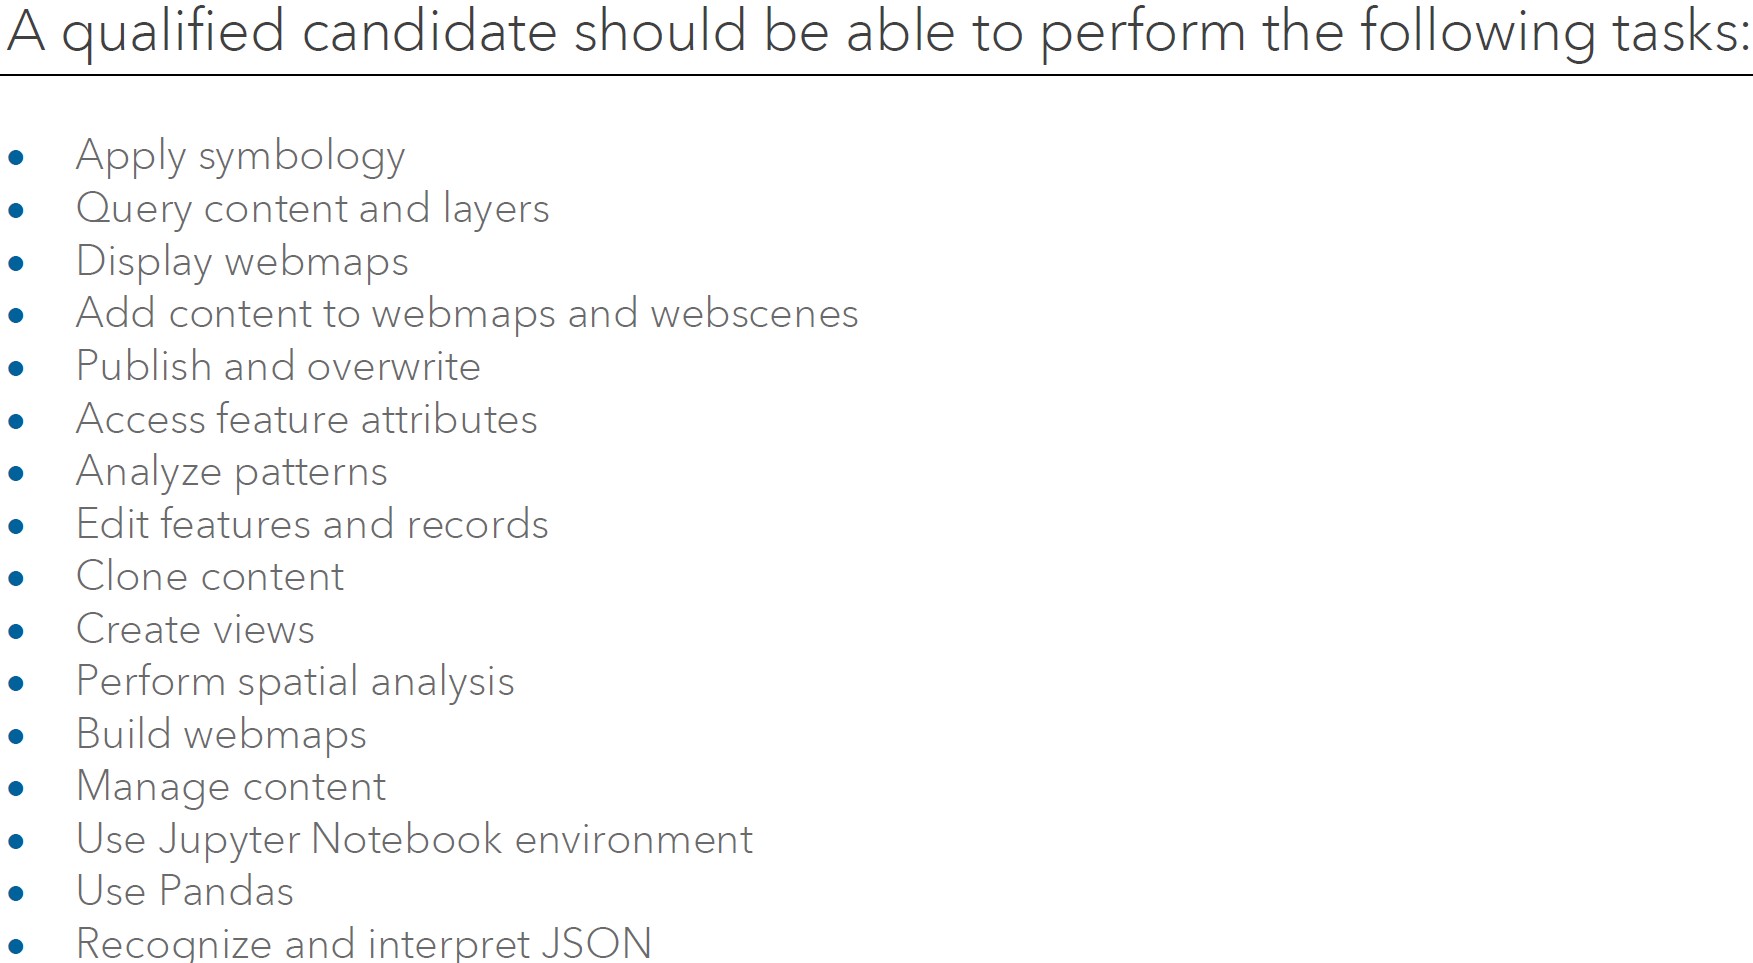 A qualified candidate should be able to perform the following tasks:
• Apply symbology
• Query content and layers
• Display webmaps
• Add content to webmaps and webscenes
• Publish and overwrite
• Access feature attributes
• Analyze patterns
• Edit features and records
• Clone content
• Create views
• Perform spatial analysis
• Build webmaps
• Manage content
• Use Jupyter Notebook environment
• Use Pandas
• Recognize and interpret JSON